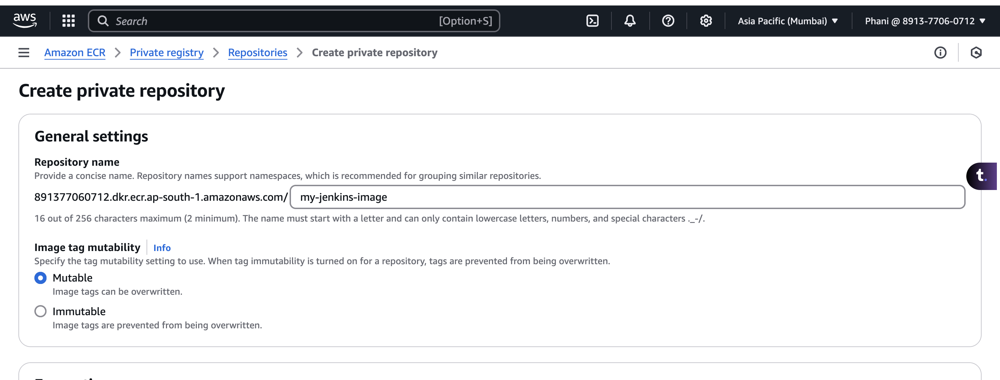 aws
Search [Option+S]
Asia Pacific (Mumbai)
Phani @ 8913-7706-0712
Amazon ECR
Private registry
Repositories
Create private repository
Create private repository
General settings
Repository name
Provide a concise name. Repository names support namespaces, which is recommended for grouping similar repositories.
891377060712.dkr.ecr.ap-south-1.amazonaws.com/ my-jenkins-image
16 out of 256 characters maximum (2 minimum). The name must start with a letter and can only contain lowercase letters, numbers, and special characters ._-/.
Image tag mutability Info
Specify the tag mutability setting to use. When tag immutability is turned on for a repository, tags are prevented from being overwritten.
Mutable
Image tags can be overwritten.
Immutable
Image tags are prevented from being overwritten.
t.